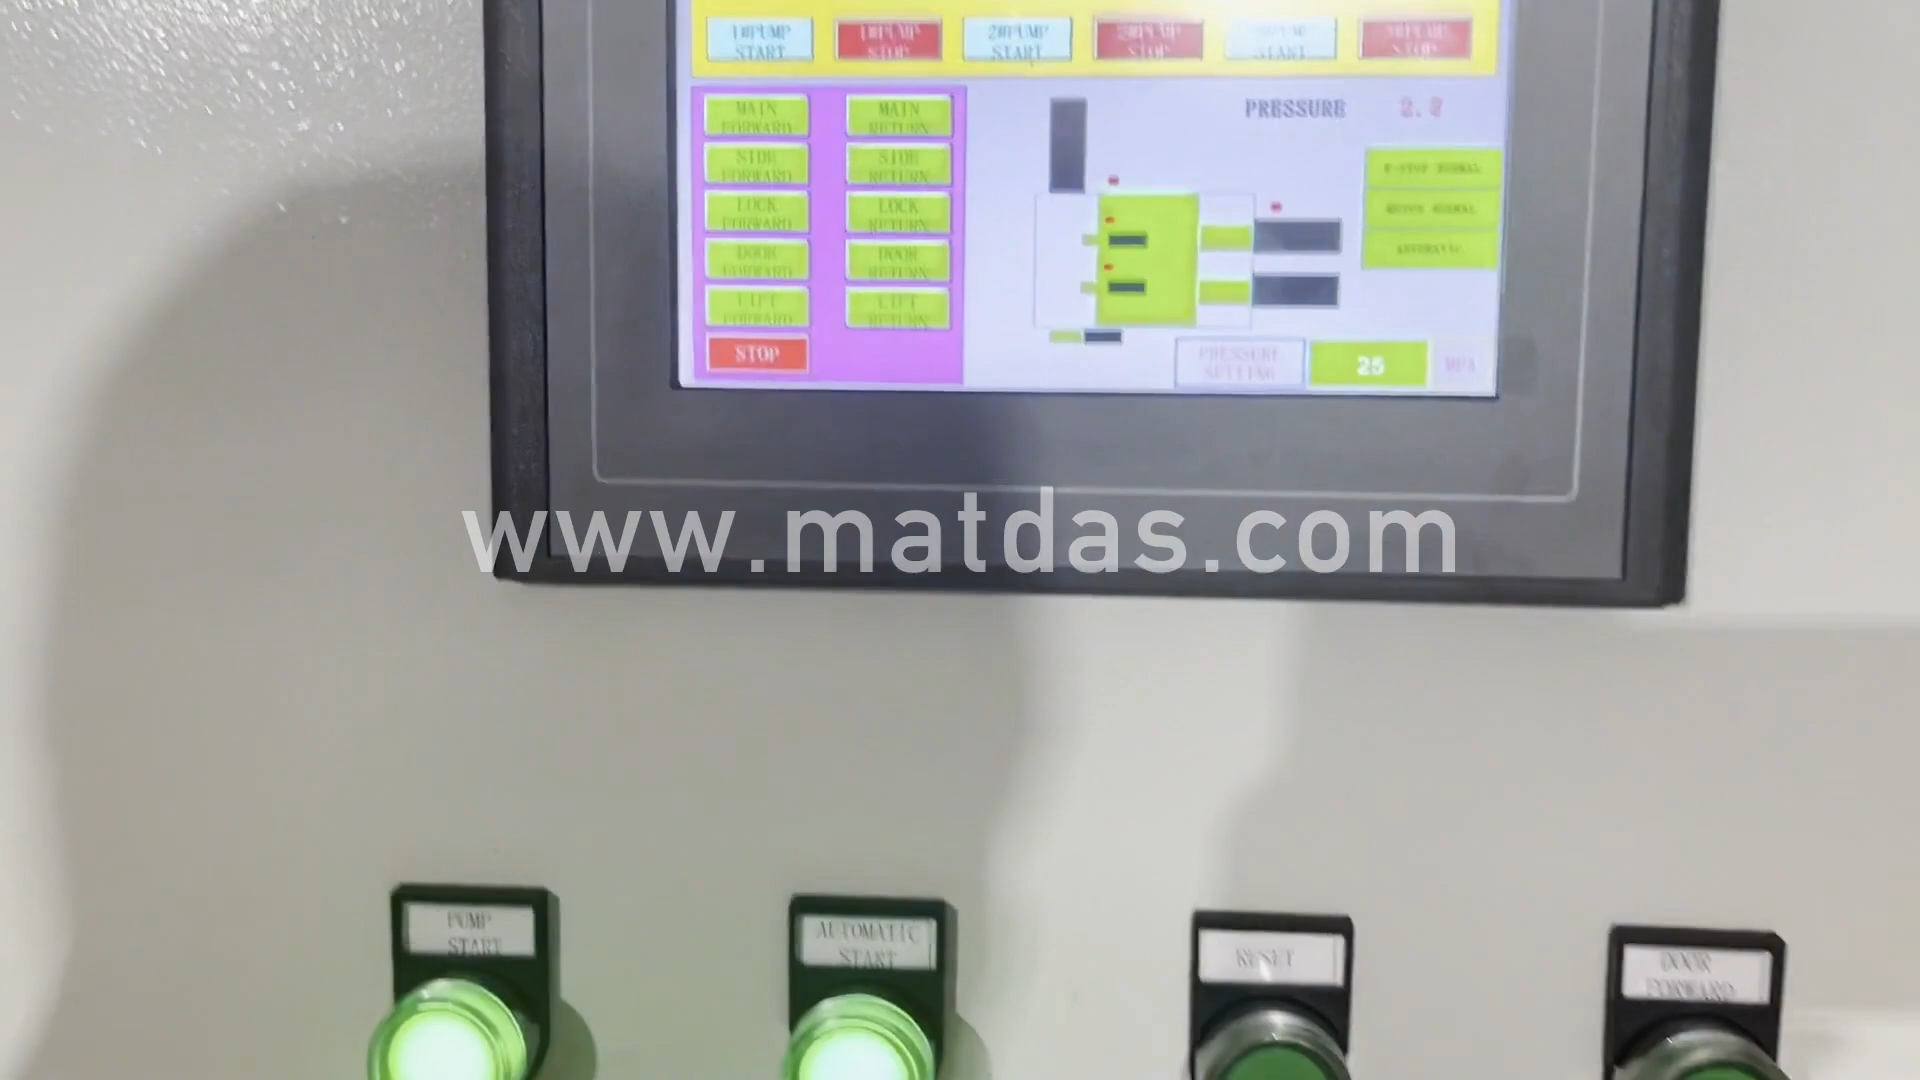 1#PUMP 1#PUMP 2#PUMP 2#PUMP 3#PUMP 3#PUMP
START STOP START STOP START STOP
MAIN MAIN
FORWARD RETURN
PRESSURE 2.2
SIDE SIDE
FORWARD RETURN
E-STOP NORMAL
LOCK LOCK
FORWARD RETURN
MOTOR NORMAL
DOOR DOOR
FORWARD RETURN
AUTOMATIC
LIFT LIFT
FORWARD RETURN
STOP
PRESSURE
SETTING
25 MPA
www.matdas.com
PUMP
START
AUTOMATIC
START
RESET
DOOR
FORWARD